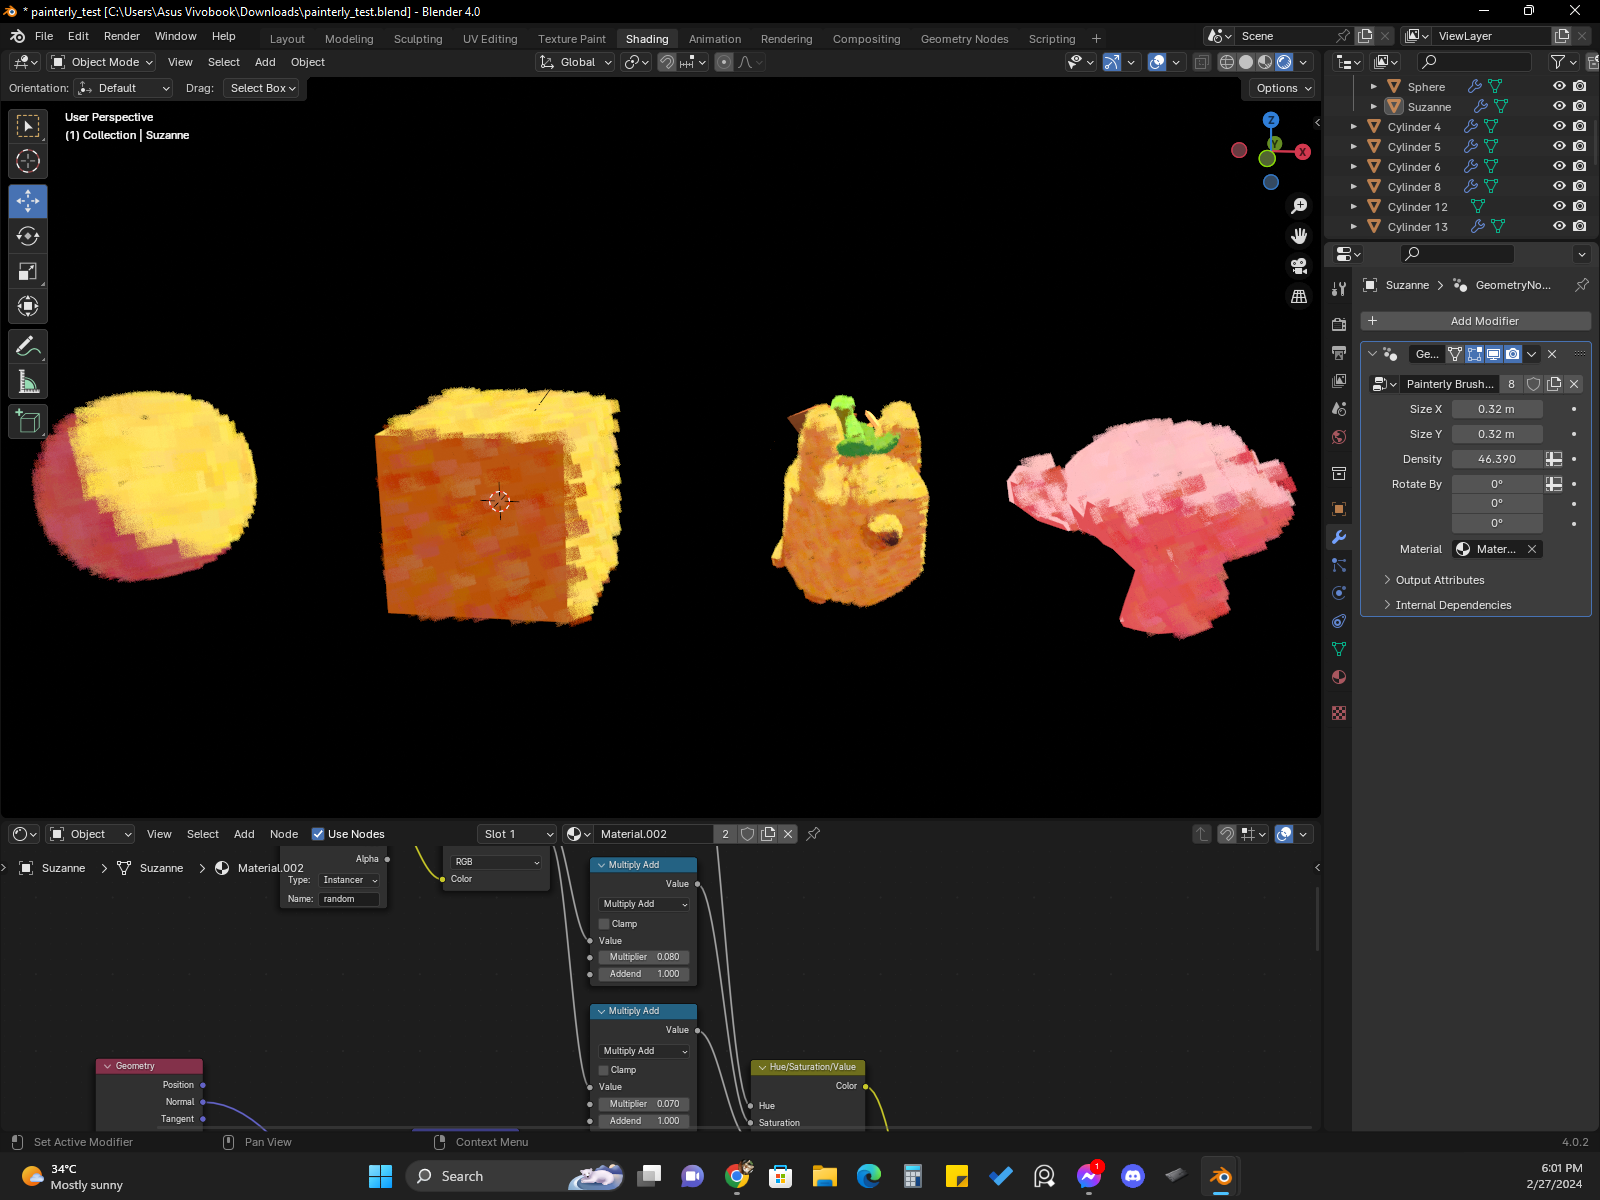 * painterly_test [C:\Users\Asus Vivobook\Downloads\painterly_test.blend] - Blender 4.0
File Edit Render Window Help Layout Modeling Sculpting UV Editing Texture Paint Shading Animation Rendering Compositing Geometry Nodes Scripting + Scene ViewLayer
Object Mode View Select Add Object Global
Orientation: Default Drag: Select Box Options
User Perspective
(1) Collection | Suzanne
Z
Y
X
Sphere
Suzanne
Cylinder 4
Cylinder 5
Cylinder 6
Cylinder 8
Cylinder 12
Cylinder 13
Suzanne > GeometryNo...
+ Add Modifier
Ge...
Painterly Brush... 8
Size X 0.32 m
Size Y 0.32 m
Density 46.390
Rotate By 0°
0°
0°
Material Mater...
Output Attributes
Internal Dependencies
Object View Select Add Node Use Nodes Slot 1 Material.002 2
Suzanne > Suzanne > Material.002
Alpha
Type: Instancer
Name: random
RGB
Color
Multiply Add
Value
Multiply Add
Clamp
Value
Multiplier 0.080
Addend 1.000
Multiply Add
Value
Multiply Add
Clamp
Value
Multiplier 0.070
Addend 1.000
Geometry
Position
Normal
Tangent
Hue/Saturation/Value
Color
Hue
Saturation
Set Active Modifier Pan View Context Menu 4.0.2
34°C
Mostly sunny
Search
1
6:01 PM
2/27/2024